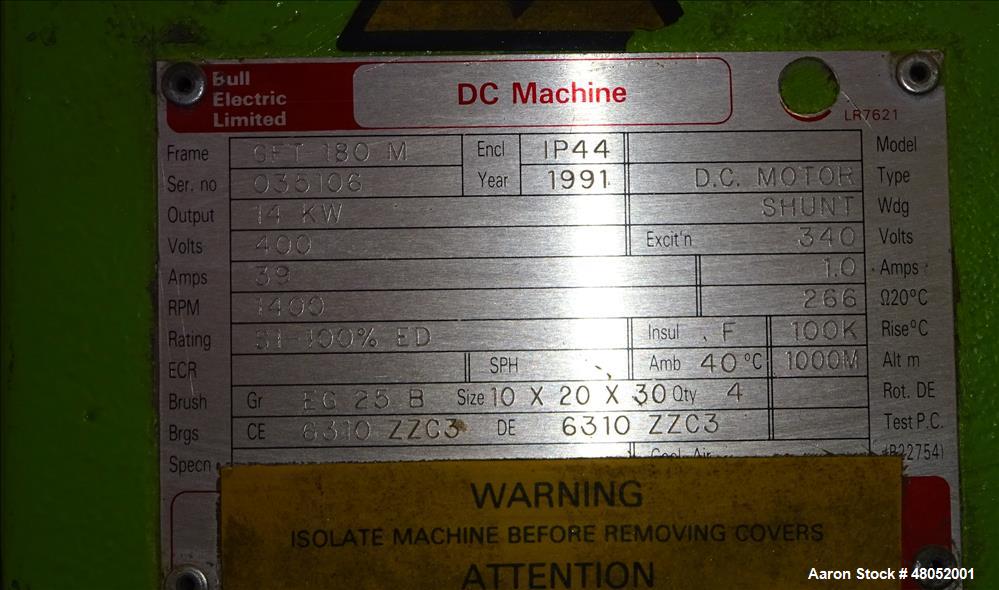 Bull
Electric
Limited
DC Machine
LR7621
Frame GFT 180 M Encl IP44 Model
Ser. no 035106 Year 1991 D.C. MOTOR Type
Output 14 KW SHUNT Wdg
Volts 400 Excit'n 340 Volts
Amps 39 1.0 Amps
RPM 1400 266 Ω20°C
Rating S1-100% ED Insul F 100K Rise°C
ECR SPH Amb 40 °C 1000M Alt m
Brush Gr EG 25 B Size 10 X 20 X 30 Qty 4 Rot. DE
Brgs CE 6310 ZZC3 DE 6310 ZZC3 Test P.C.
Specn Cool Air
WARNING
ISOLATE MACHINE BEFORE REMOVING COVERS
ATTENTION
Aaron Stock # 48052001